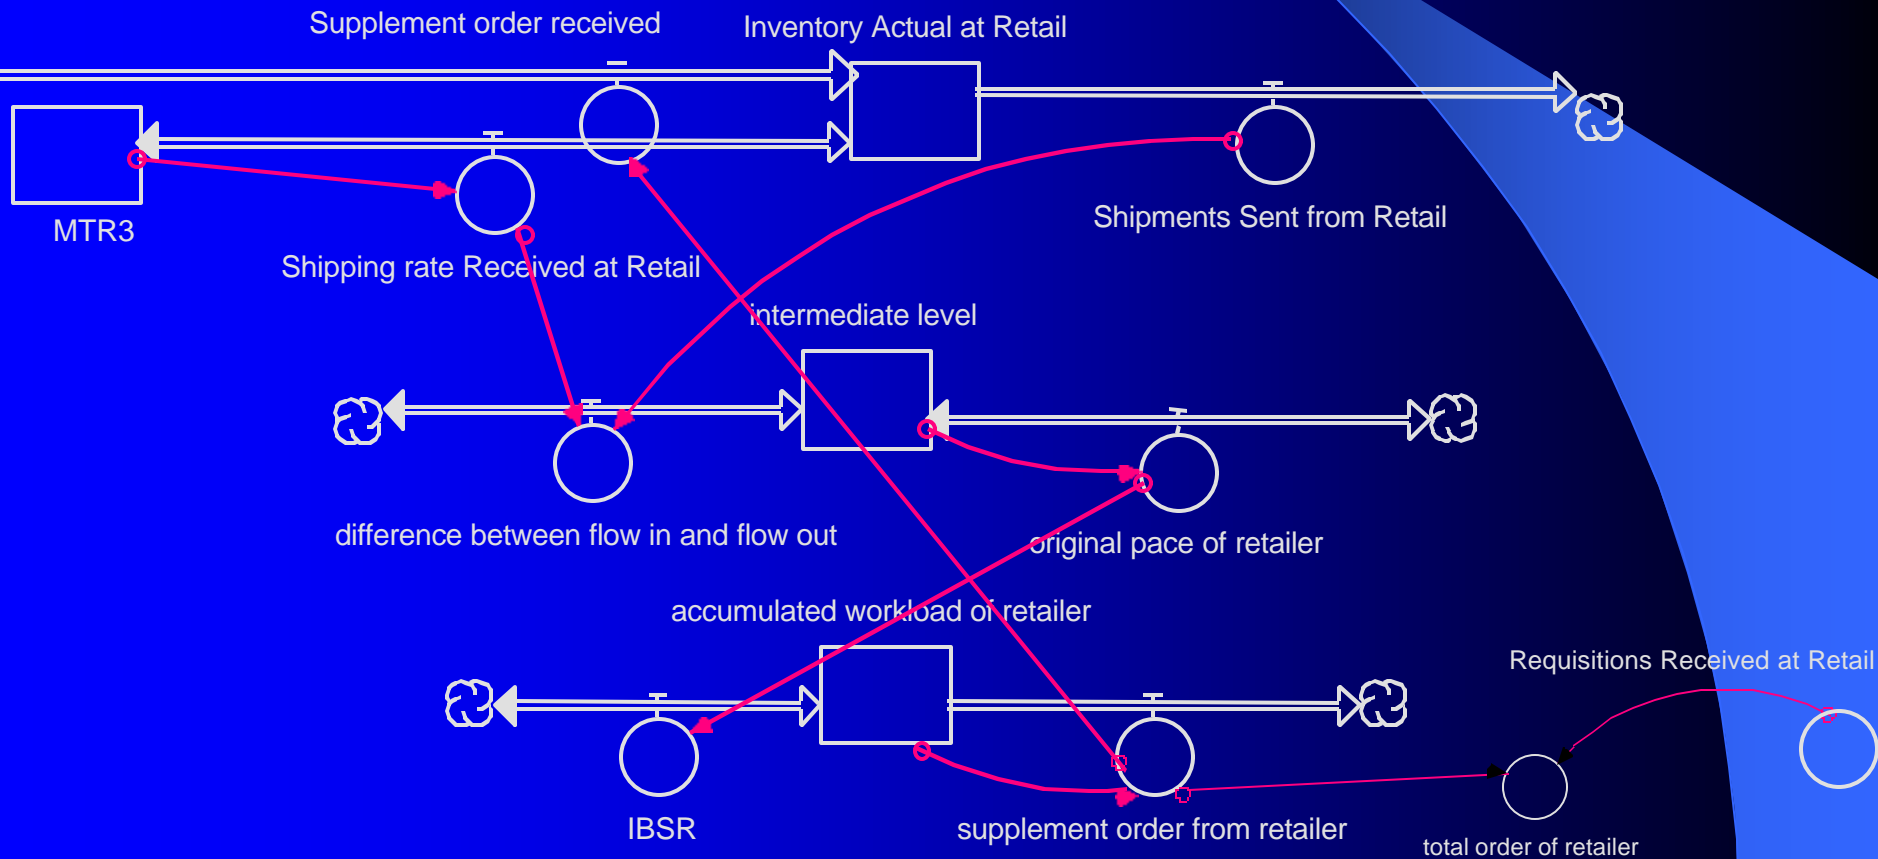 Supplement order received
Inventory Actual at Retail
MTR3
Shipments Sent from Retail
Shipping rate Received at Retail
intermediate level
difference between flow in and flow out
original pace of retailer
accumulated workload of retailer
Requisitions Received at Retail
IBSR
supplement order from retailer
total order of retailer